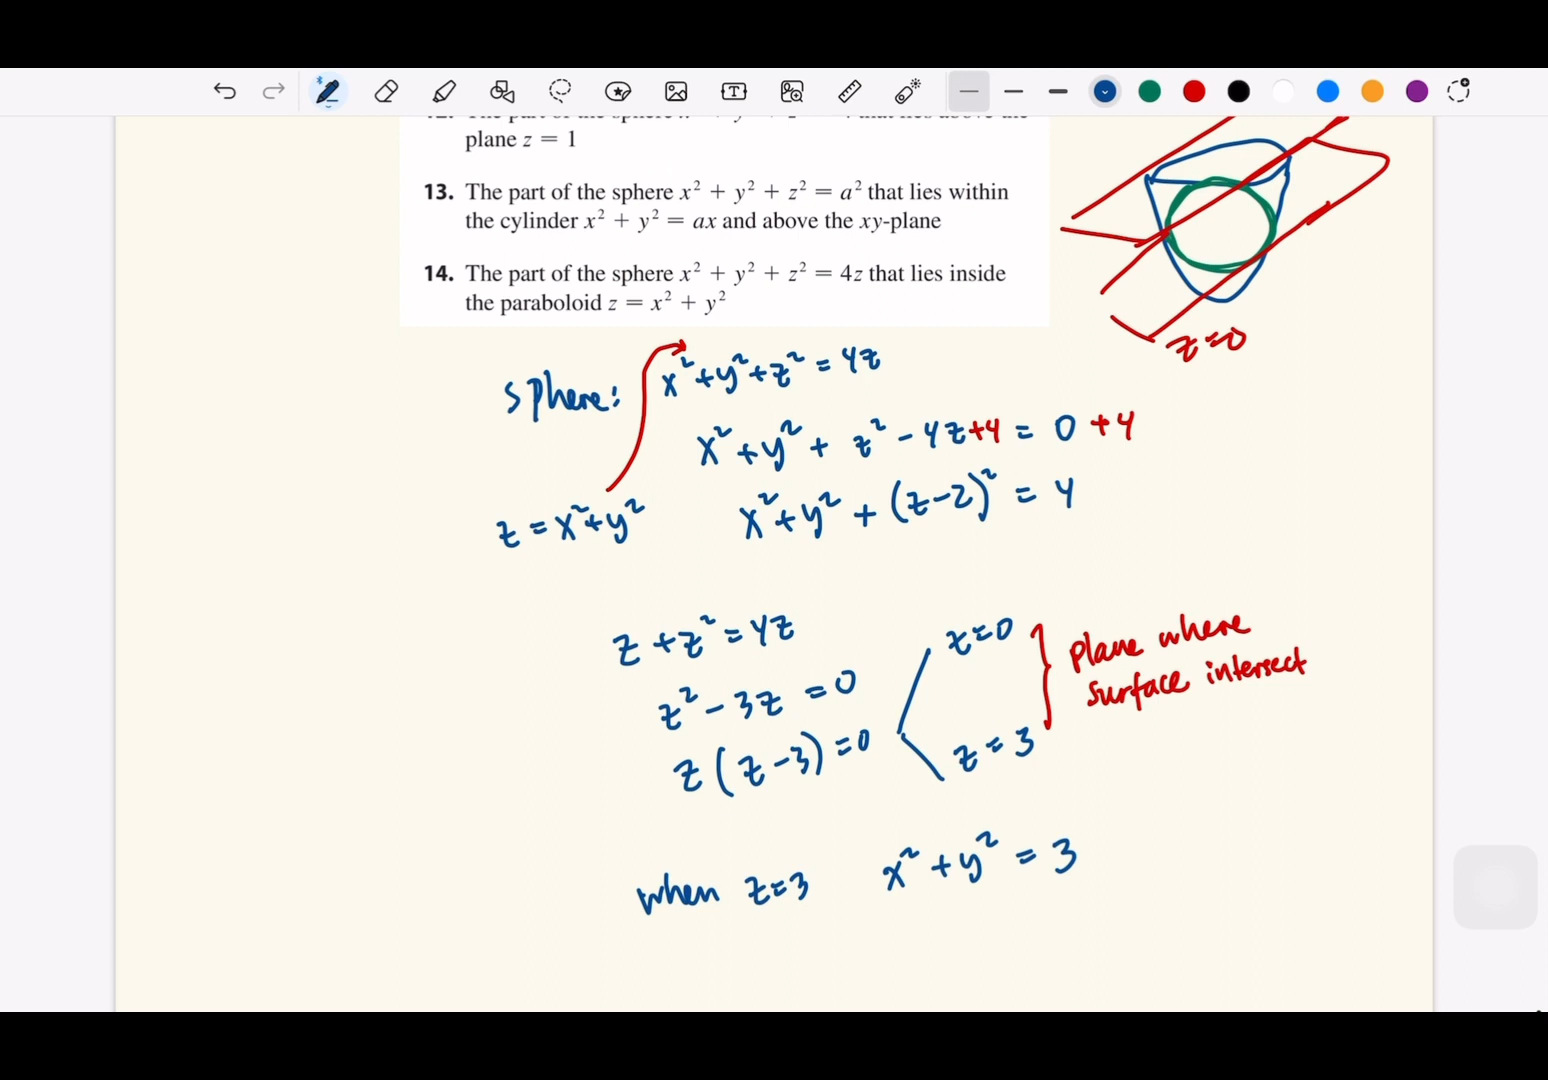 plane z = 1
13. The part of the sphere x² + y² + z² = a² that lies within
the cylinder x² + y² = ax and above the xy-plane
14. The part of the sphere x² + y² + z² = 4z that lies inside
the paraboloid z = x² + y²
z=0
sphere: x²+y²+z² = 4z
x²+y²+ z² - 4z+4 = 0 +4
z = x²+y² x²+y² + (z-2)² = 4
z +z² = 4z
z² - 3z = 0
z (z-3) = 0
z=0
z = 3
plane where
surface intersect
when z=3 x² + y² = 3